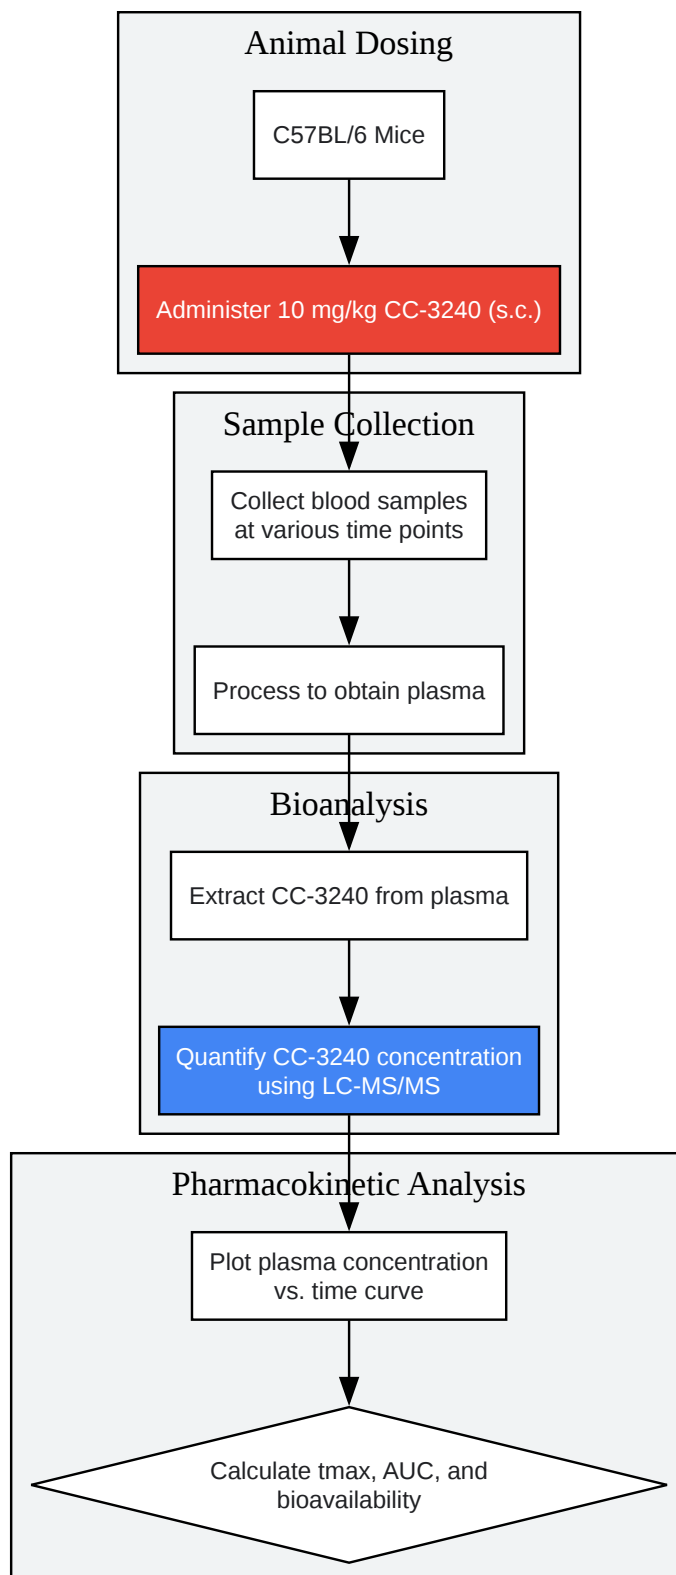 Animal Dosing
C57BL/6 Mice
Administer 10 mg/kg CC-3240 (s.c.)
Sample Collection
Collect blood samples
at various time points
Process to obtain plasma
Bioanalysis
Extract CC-3240 from plasma
Quantify CC-3240 concentration
using LC-MS/MS
Pharmacokinetic Analysis
Plot plasma concentration
vs. time curve
Calculate tmax, AUC, and
bioavailability